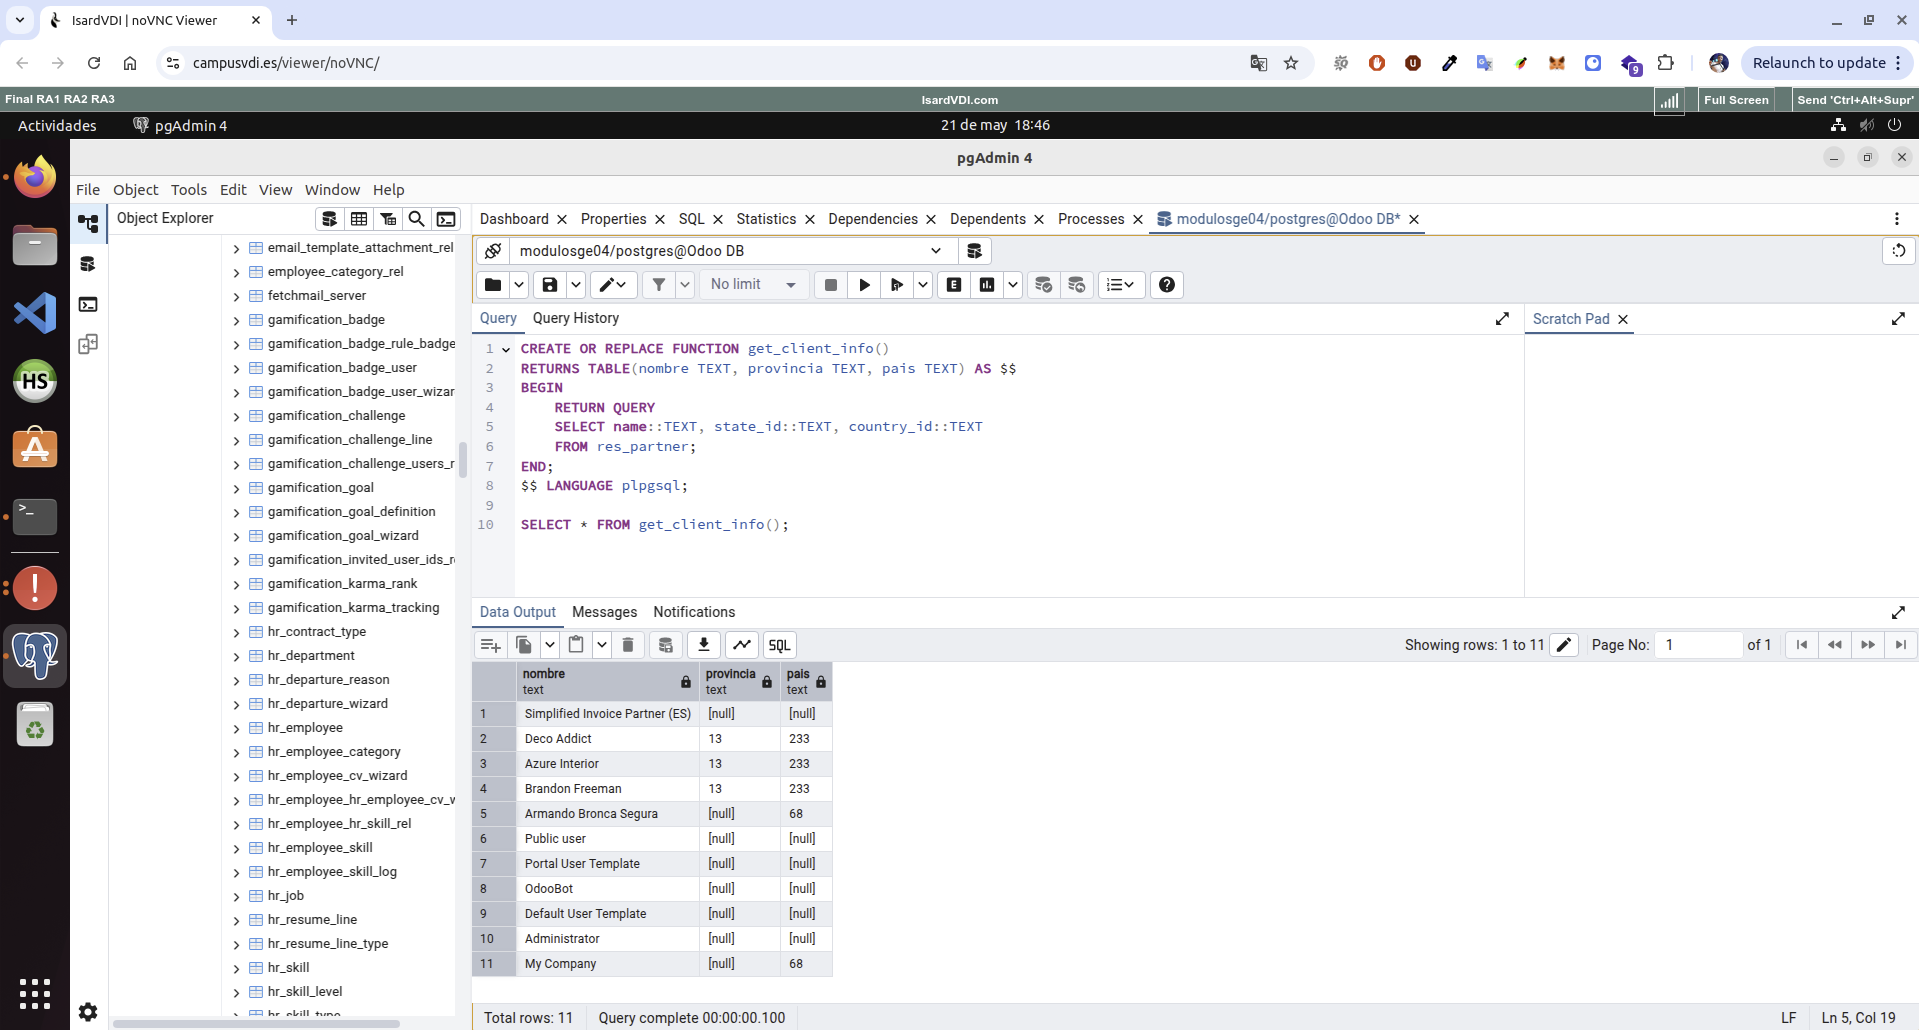 IsardVDI | noVNC Viewer
campusvdi.es/viewer/noVNC/
9
Relaunch to update
Final RA1 RA2 RA3
IsardVDI.com
Full Screen
Send 'Ctrl+Alt+Supr'
Actividades
pgAdmin 4
21 de may 18:46
pgAdmin 4
File Object Tools Edit View Window Help
Object Explorer
Dashboard
Properties
SQL
Statistics
Dependencies
Dependents
Processes
modulosge04/postgres@Odoo DB*
email_template_attachment_rel
employee_category_rel
fetchmail_server
gamification_badge
gamification_badge_rule_badge
gamification_badge_user
gamification_badge_user_wizar
gamification_challenge
gamification_challenge_line
gamification_challenge_users_r
gamification_goal
gamification_goal_definition
gamification_goal_wizard
gamification_invited_user_ids_r
gamification_karma_rank
gamification_karma_tracking
hr_contract_type
hr_department
hr_departure_reason
hr_departure_wizard
hr_employee
hr_employee_category
hr_employee_cv_wizard
hr_employee_hr_employee_cv_v
hr_employee_hr_skill_rel
hr_employee_skill
hr_employee_skill_log
hr_job
hr_resume_line
hr_resume_line_type
hr_skill
hr_skill_level
hr_skill_type
HS
modulosge04/postgres@Odoo DB
No limit
E
Query
Query History
Scratch Pad
1 CREATE OR REPLACE FUNCTION get_client_info()
2 RETURNS TABLE(nombre TEXT, provincia TEXT, pais TEXT) AS $$
3 BEGIN
4 RETURN QUERY
5 SELECT name::TEXT, state_id::TEXT, country_id::TEXT
6 FROM res_partner;
7 END;
8 $$ LANGUAGE plpgsql;
9
10 SELECT * FROM get_client_info();
Data Output
Messages
Notifications
SQL
Showing rows: 1 to 11
Page No: 1 of 1
nombre text provincia text pais text
1 Simplified Invoice Partner (ES) [null] [null]
2 Deco Addict 13 233
3 Azure Interior 13 233
4 Brandon Freeman 13 233
5 Armando Bronca Segura [null] 68
6 Public user [null] [null]
7 Portal User Template [null] [null]
8 OdooBot [null] [null]
9 Default User Template [null] [null]
10 Administrator [null] [null]
11 My Company [null] 68
Total rows: 11
Query complete 00:00:00.100
LF
Ln 5, Col 19